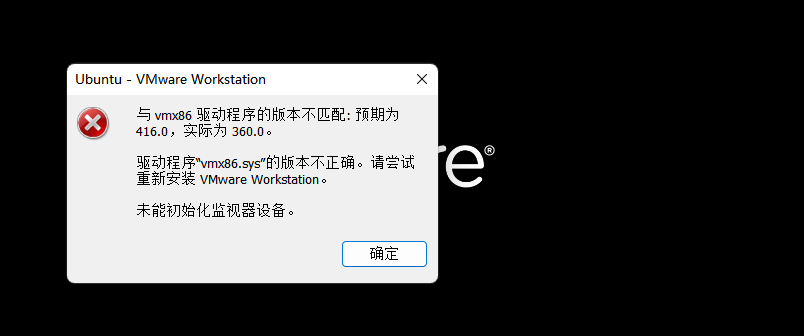 Ubuntu - VMware Workstation
与 vmx86 驱动程序的版本不匹配: 预期为
416.0，实际为 360.0。
驱动程序“vmx86.sys”的版本不正确。请尝试
重新安装 VMware Workstation。
re®
未能初始化监视器设备。
确定